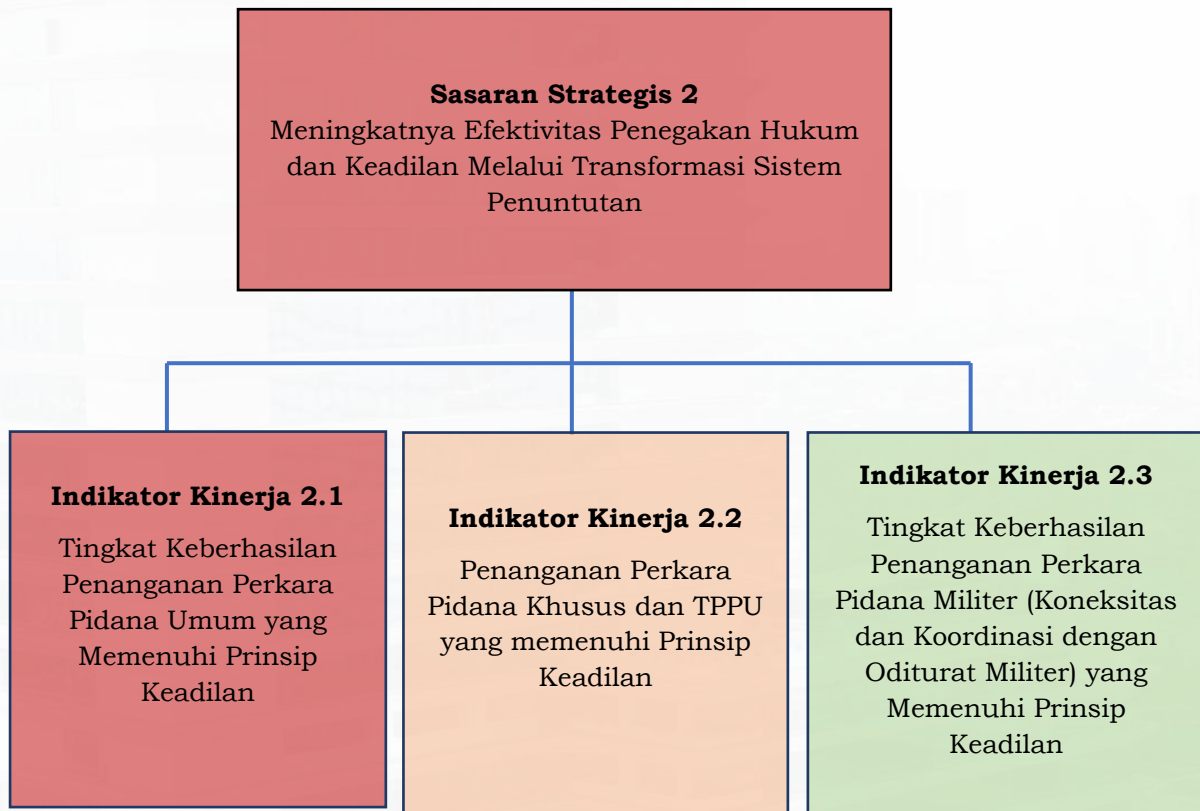 Sasaran Strategis 2
Meningkatnya Efektivitas Penegakan Hukum
dan Keadilan Melalui Transformasi Sistem
Penuntutan
Indikator Kinerja 2.1
Tingkat Keberhasilan
Penanganan Perkara
Pidana Umum yang
Memenuhi Prinsip
Keadilan
Indikator Kinerja 2.2
Penanganan Perkara
Pidana Khusus dan TPPU
yang memenuhi Prinsip
Keadilan
Indikator Kinerja 2.3
Tingkat Keberhasilan
Penanganan Perkara
Pidana Militer (Koneksitas
dan Koordinasi dengan
Oditurat Militer) yang
Memenuhi Prinsip
Keadilan